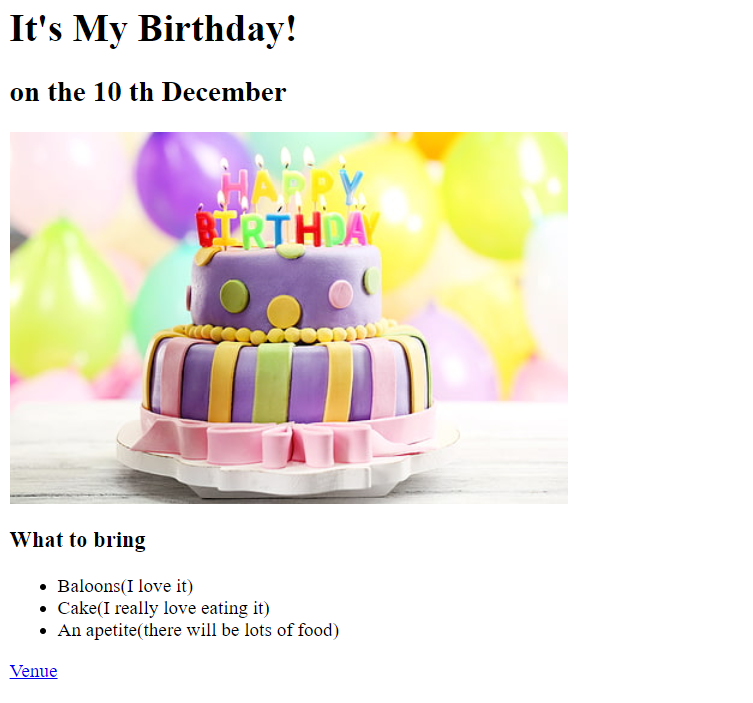 It's My Birthday!
on the 10 th December
HAPPY
BIRTHDAY
What to bring
Baloons(I love it)
Cake(I really love eating it)
An apetite(there will be lots of food)
Venue